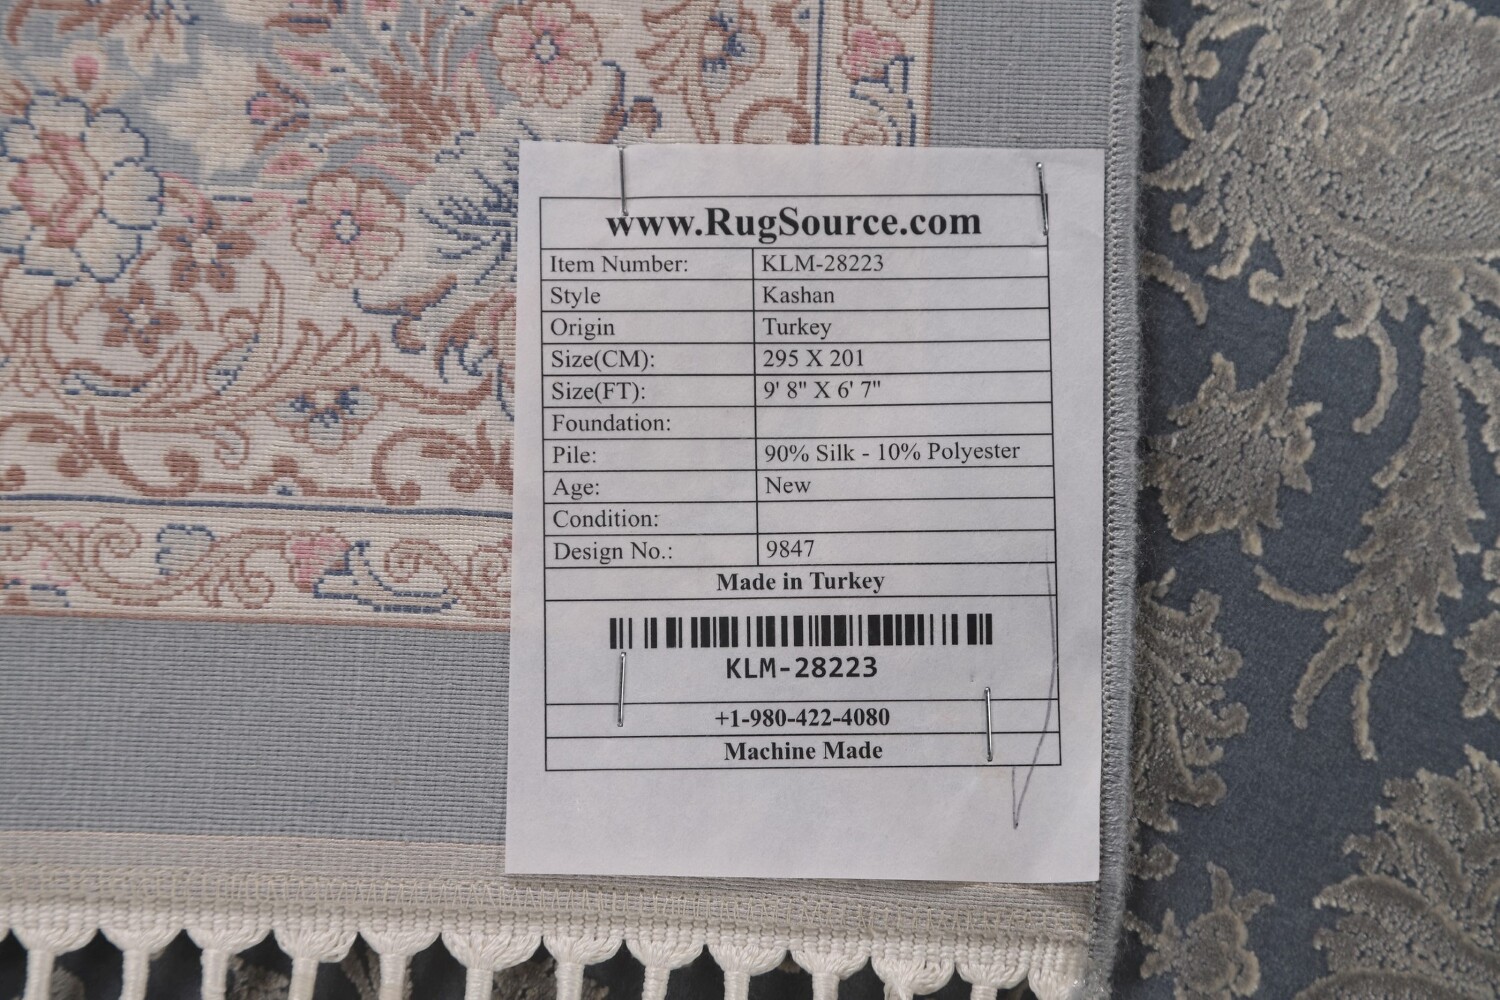 www.RugSource.com
Item Number: KLM-28223
Style Kashan
Origin Turkey
Size(CM): 295 X 201
Size(FT): 9' 8" X 6' 7"
Foundation:
Pile: 90% Silk - 10% Polyester
Age: New
Condition:
Design No.: 9847
Made in Turkey
KLM-28223
+1-980-422-4080
Machine Made